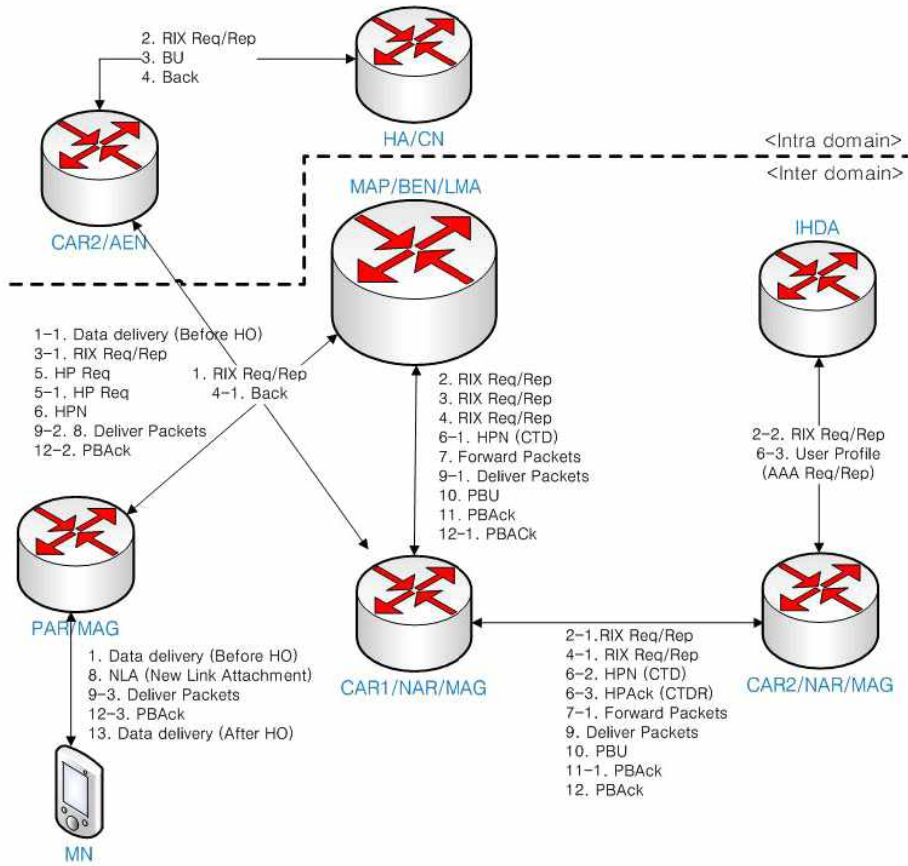 2. RIX Req/Rep
3. BU
4. Back
HA/CN
<Intra domain>
<Inter domain>
CAR2/AEN
MAP/BEN/LMA
IHDA
1-1. Data delivery (Before HO)
3-1. RIX Req/Rep
5. HP Req
5-1. HP Req
6. HPN
9-2. 8. Deliver Packets
12-2. PBAck
1. RIX Req/Rep
4-1. Back
2. RIX Req/Rep
3. RIX Req/Rep
4. RIX Req/Rep
6-1. HPN (CTD)
7. Forward Packets
9-1. Deliver Packets
10. PBU
11. PBAck
12-1. PBACk
2-2. RIX Req/Rep
6-3. User Profile
(AAA Req/Rep)
PAR/MAG
1. Data delivery (Before HO)
8. NLA (New Link Attachment)
9-3. Deliver Packets
12-3. PBAck
13. Data delivery (After HO)
CAR1/NAR/MAG
2-1.RIX Req/Rep
4-1. RIX Req/Rep
6-2. HPN (CTD)
6-3. HPAck (CTDR)
7-1. Forward Packets
9. Deliver Packets
10. PBU
11-1. PBAck
12. PBAck
CAR2/NAR/MAG
MN